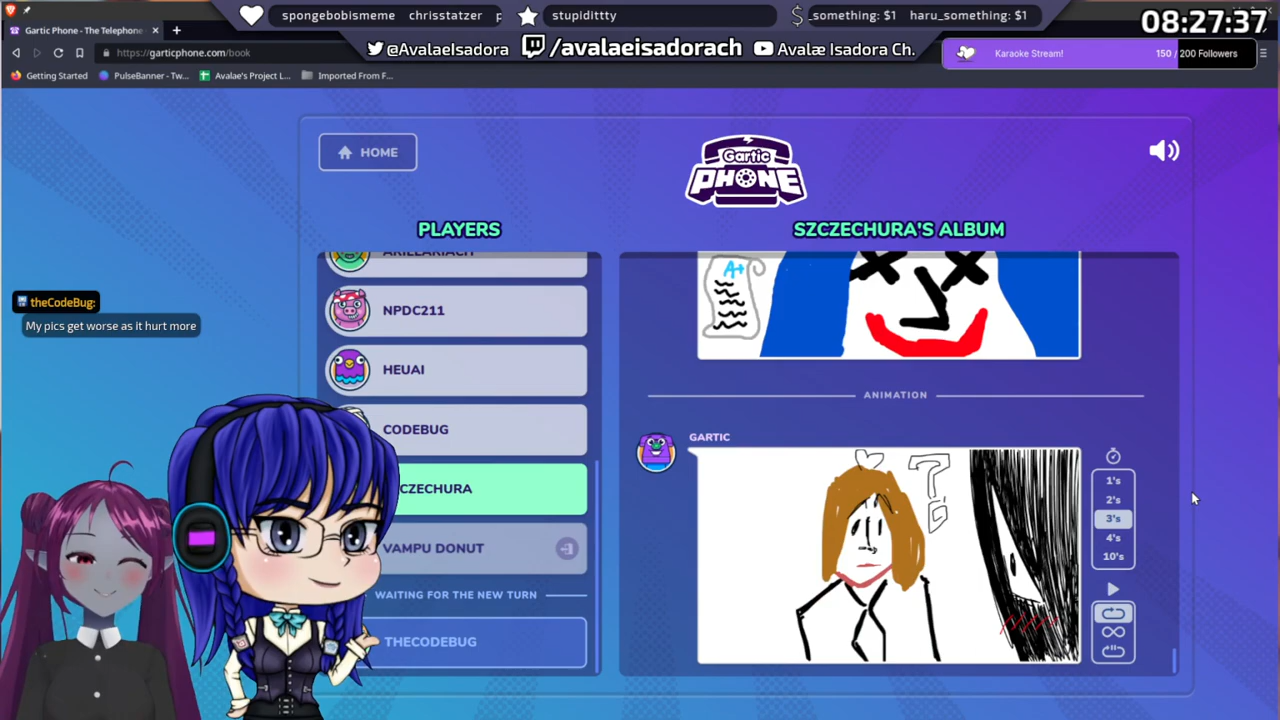 spongebobismeme chrisstatzer p
stupidittty
_something: $1 haru_something: $1
08:27:37
Gartic Phone - The Telephone
@AvalaeIsadora
/avalaeisadorach
Avalæ Isadora Ch.
https://garticphone.com/book
Karaoke Stream!
150 / 200 Followers
Getting Started
PulseBanner - Tw...
Avalae's Project L...
Imported From F...
HOME
Gartic
PHONE
PLAYERS
SZCZECHURA'S ALBUM
ARILLARIACH
A+
NPDC211
theCodeBug:
My pics get worse as it hurt more
HEUAI
ANIMATION
CODEBUG
GARTIC
?
1's
2's
3's
4's
10's
CZECHURA
VAMPU DONUT
WAITING FOR THE NEW TURN
THECODEBUG